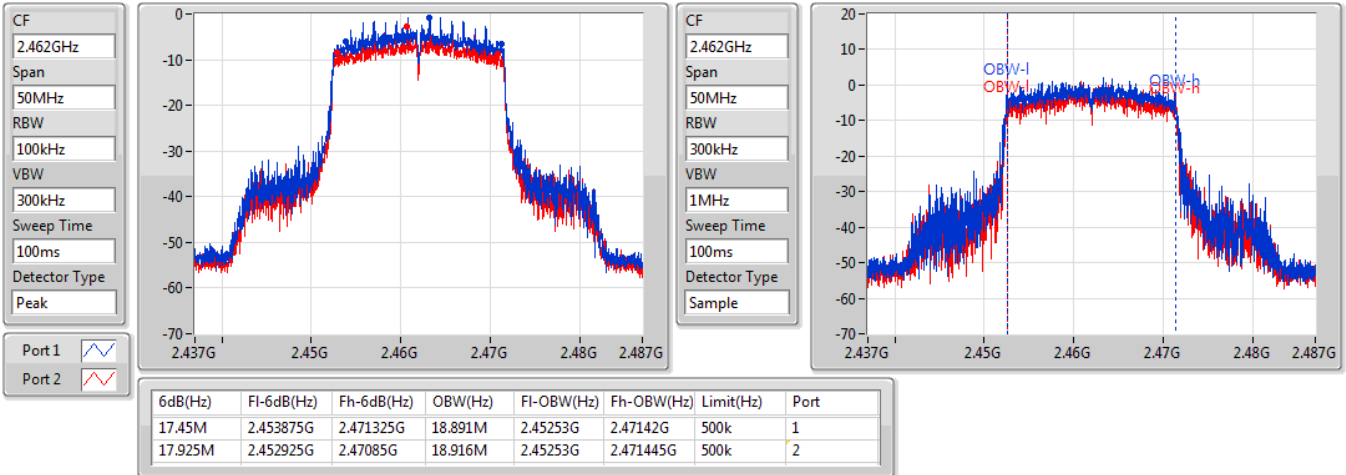 CF
2.462GHz
Span
50MHz
RBW
100kHz
VBW
300kHz
Sweep Time
100ms
Detector Type
Peak
0
-10
-20
-30
-40
-50
-60
-70
2.437G 2.45G 2.46G 2.47G 2.48G 2.487G
CF
2.462GHz
Span
50MHz
RBW
300kHz
VBW
1MHz
Sweep Time
100ms
Detector Type
Sample
20
10
0
-10
-20
-30
-40
-50
-60
-70
OBW-l
OBW-l
OBW-h
OBW-h
2.437G 2.45G 2.46G 2.47G 2.48G 2.487G
Port 1
Port 2
6dB(Hz) Fl-6dB(Hz) Fh-6dB(Hz) OBW(Hz) Fl-OBW(Hz) Fh-OBW(Hz) Limit(Hz) Port
17.45M 2.453875G 2.471325G 18.891M 2.45253G 2.47142G 500k 1
17.925M 2.452925G 2.47085G 18.916M 2.45253G 2.471445G 500k 2